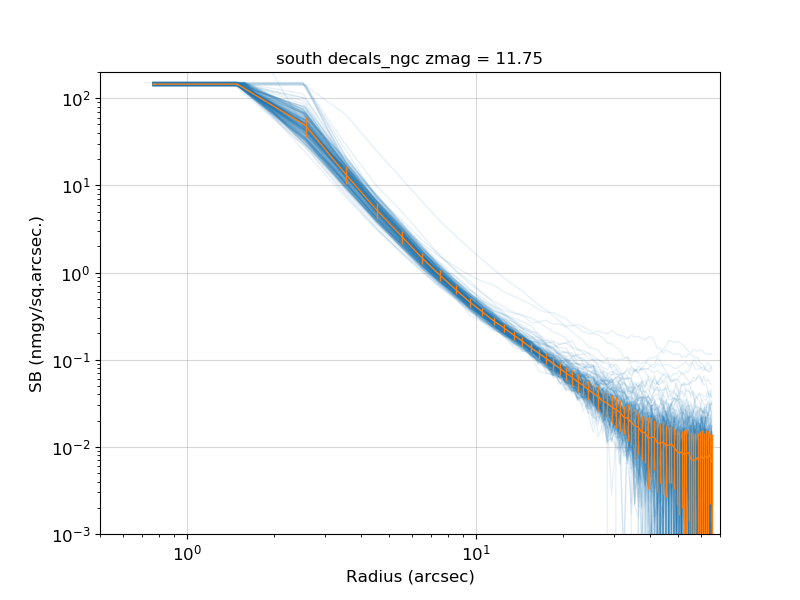 south decals_ngc zmag = 11.75
SB (nmgy/sq.arcsec.)
10²
10¹
10⁰
10⁻¹
10⁻²
10⁻³
10⁰ 10¹
Radius (arcsec)